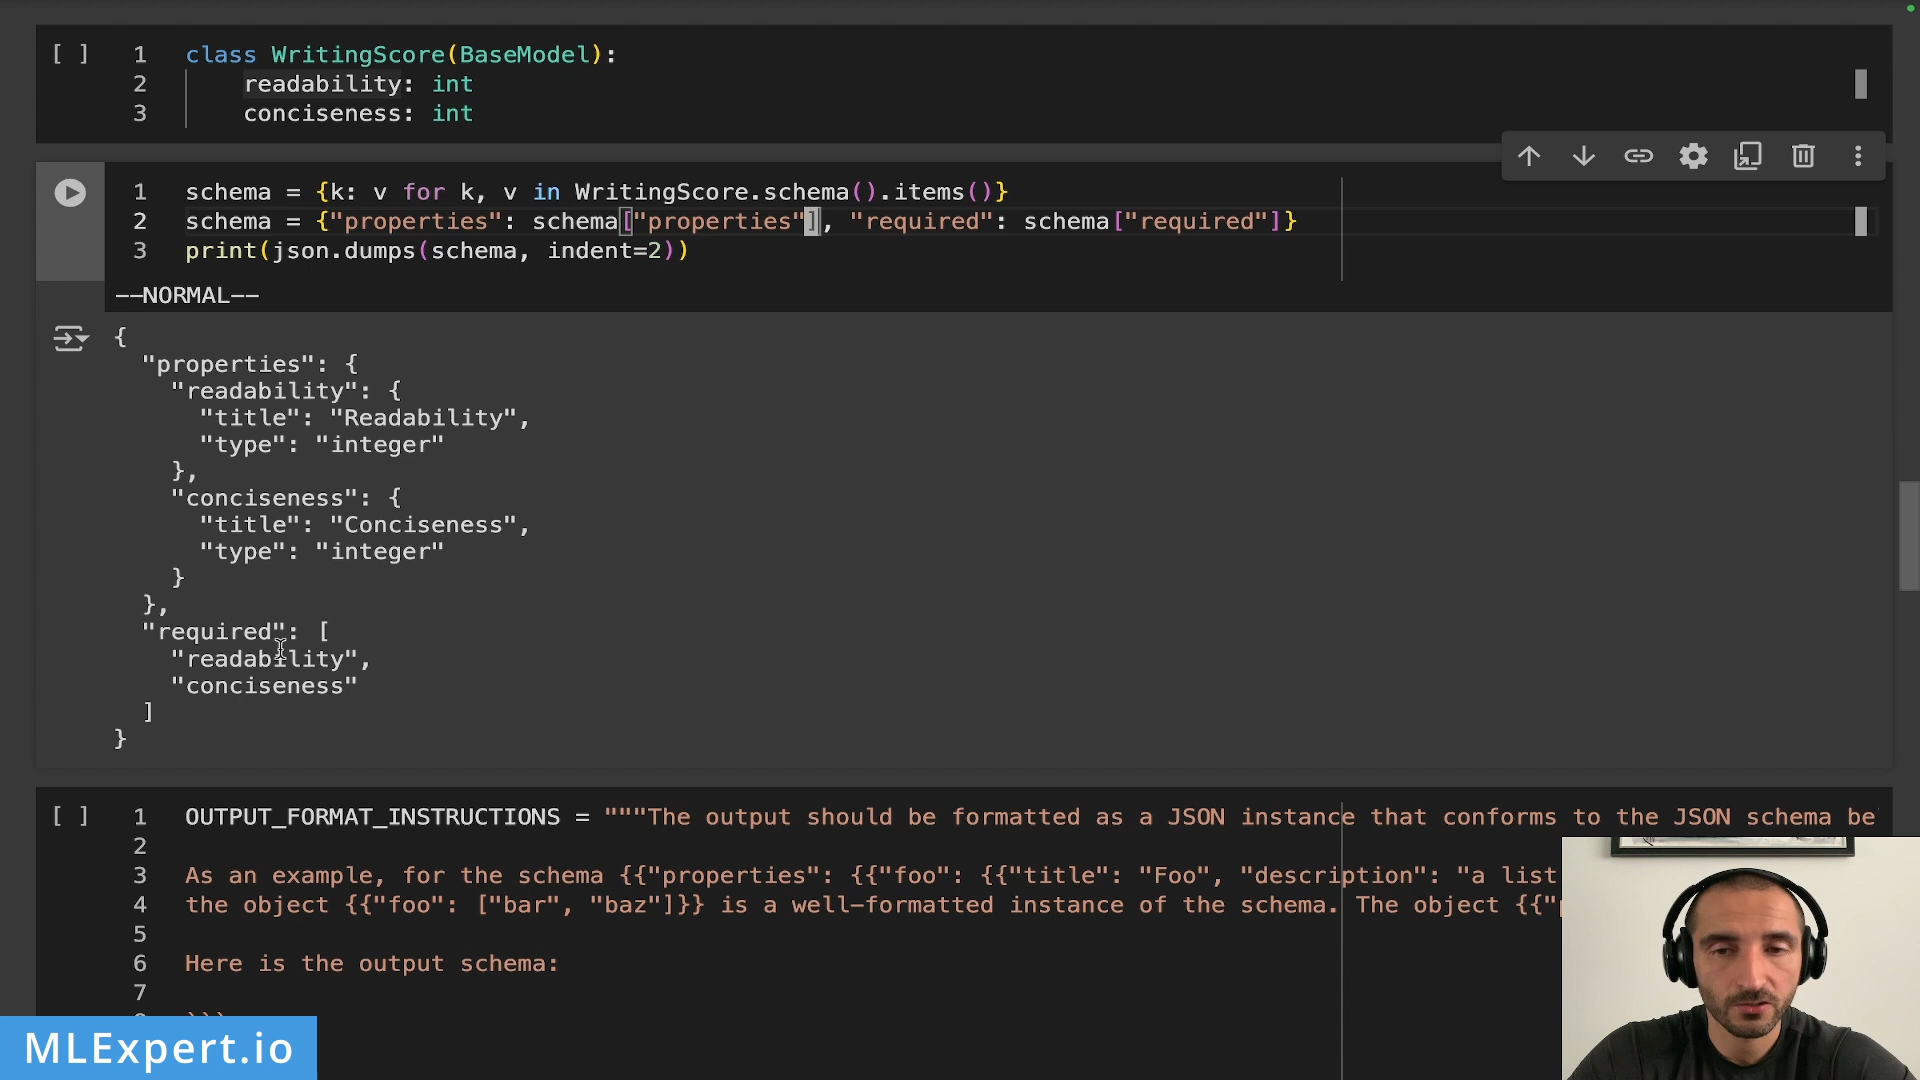 [ ] 1 class WritingScore(BaseModel):
2 readability: int
3 conciseness: int
1 schema = {k: v for k, v in WritingScore.schema().items()}
2 schema = {"properties": schema["properties"], "required": schema["required"]}
3 print(json.dumps(schema, indent=2))
--NORMAL--
{
"properties": {
"readability": {
"title": "Readability",
"type": "integer"
},
"conciseness": {
"title": "Conciseness",
"type": "integer"
}
},
"required": [
"readability",
"conciseness"
]
}
[ ] 1 OUTPUT_FORMAT_INSTRUCTIONS = """The output should be formatted as a JSON instance that conforms to the JSON schema be
2
3 As an example, for the schema {{"properties": {{"foo": {{"title": "Foo", "description": "a list
4 the object {{"foo": ["bar", "baz"]}} is a well-formatted instance of the schema. The object {{"
5
6 Here is the output schema:
7
MLExpert.io